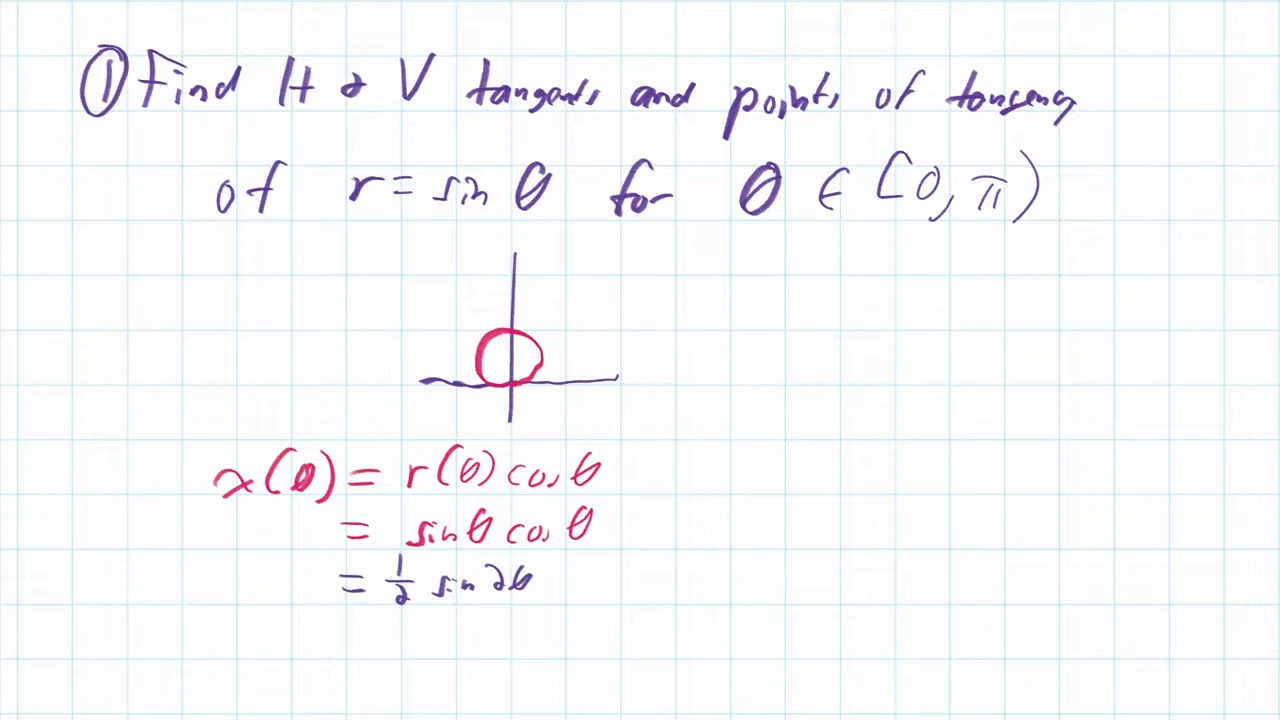 ① Find H & V tangents and points of tangency
of r = sin θ for θ ∈ [0, π)
x(θ) = r(θ) cos θ
= sin θ cos θ
= 1/2 sin 2θ